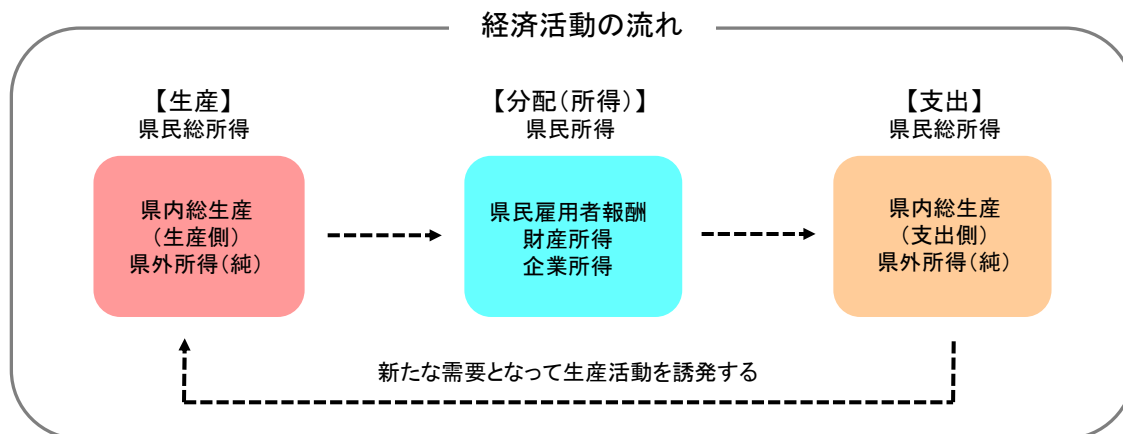 経済活動の流れ
【生産】
県民総所得
県内総生産
(生産側)
県外所得(純)
【分配(所得)】
県民所得
県民雇用者報酬
財産所得
企業所得
【支出】
県民総所得
県内総生産
(支出側)
県外所得(純)
新たな需要となって生産活動を誘発する